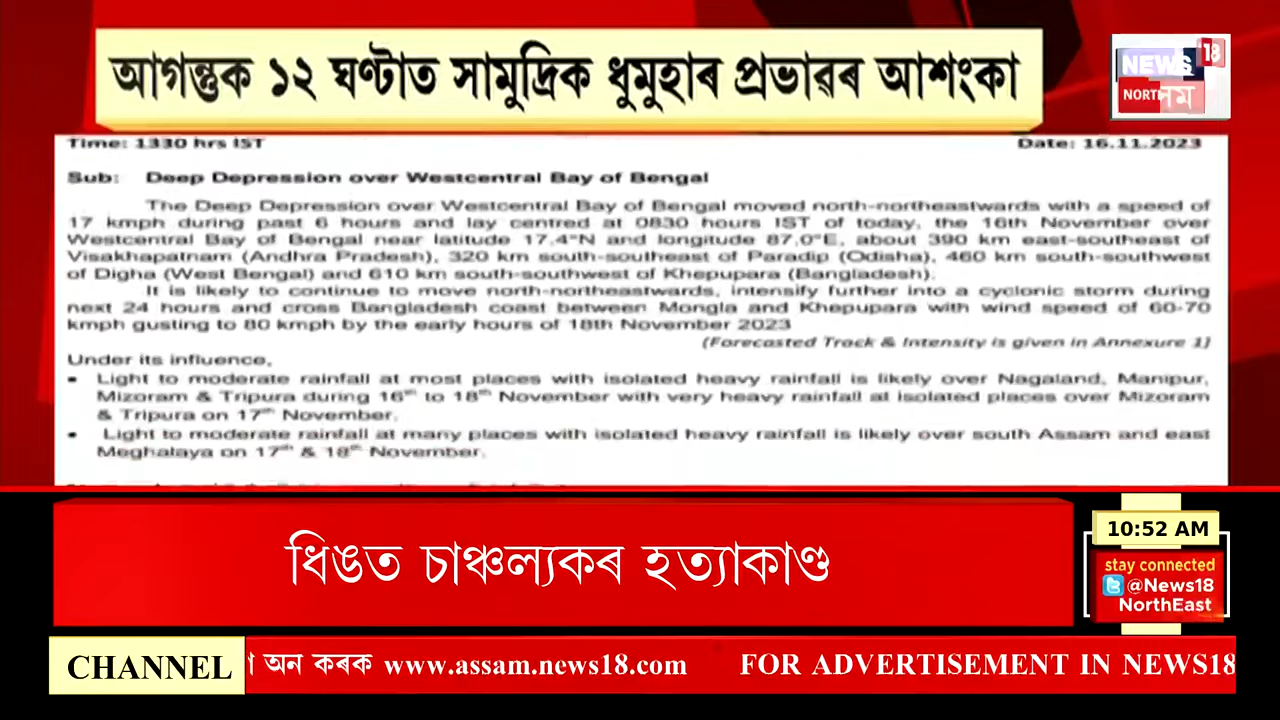 আগন্তুক ১২ ঘণ্টাত সামুদ্ৰিক ধুমুহাৰ প্ৰভাৱৰ আশংকা
NEWS 18
NORTH
Time: 1330 hrs IST Date: 16.11.2023
Sub: Deep Depression over Westcentral Bay of Bengal
The Deep Depression over Westcentral Bay of Bengal moved north-northeastwards with a speed of
17 kmph during past 6 hours and lay centred at 0830 hours IST of today, the 16th November over
Westcentral Bay of Bengal near latitude 17.4°N and longitude 87.0°E, about 390 km east-southeast of
Visakhapatnam (Andhra Pradesh), 320 km south-southeast of Paradip (Odisha), 460 km south-southwest
of Digha (West Bengal) and 610 km south-southwest of Khepupara (Bangladesh).
It is likely to continue to move north-northeastwards, intensify further into a cyclonic storm during
next 24 hours and cross Bangladesh coast between Mongla and Khepupara with wind speed of 60-70
kmph gusting to 80 kmph by the early hours of 18th November 2023
(Forecasted Track & Intensity is given in Annexure 1)
Under its influence,
• Light to moderate rainfall at most places with isolated heavy rainfall is likely over Nagaland, Manipur,
Mizoram & Tripura during 16th to 18th November with very heavy rainfall at isolated places over Mizoram
& Tripura on 17th November.
• Light to moderate rainfall at many places with isolated heavy rainfall is likely over south Assam and east
Meghalaya on 17th & 18th November.
ধিঙত চাঞ্চল্যকৰ হত্যাকাণ্ড
10:52 AM
stay connected
@News18
NorthEast
CHANNEL অন কৰক www.assam.news18.com FOR ADVERTISEMENT IN NEWS18